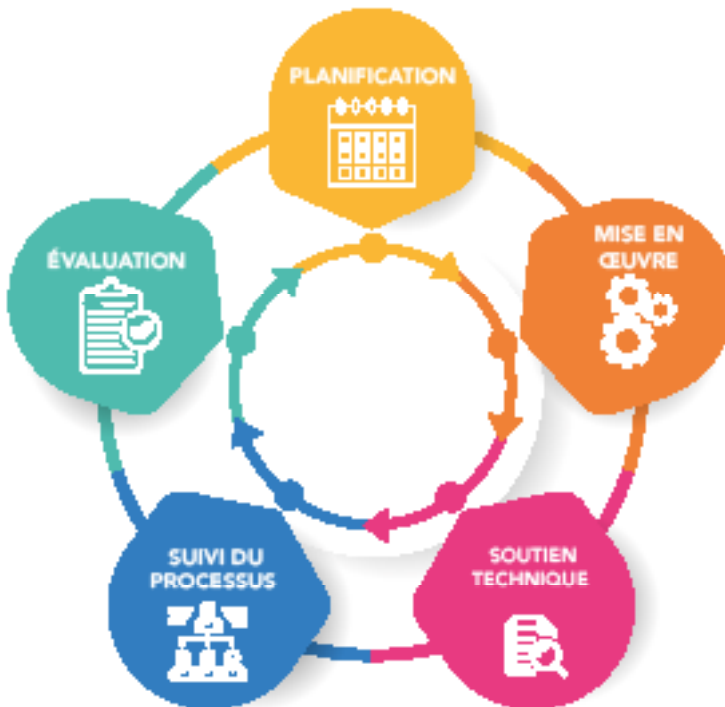 PLANIFICATION
MISE EN
ŒUVRE
SOUTIEN
TECHNIQUE
SUIVI DU
PROCESSUS
ÉVALUATION